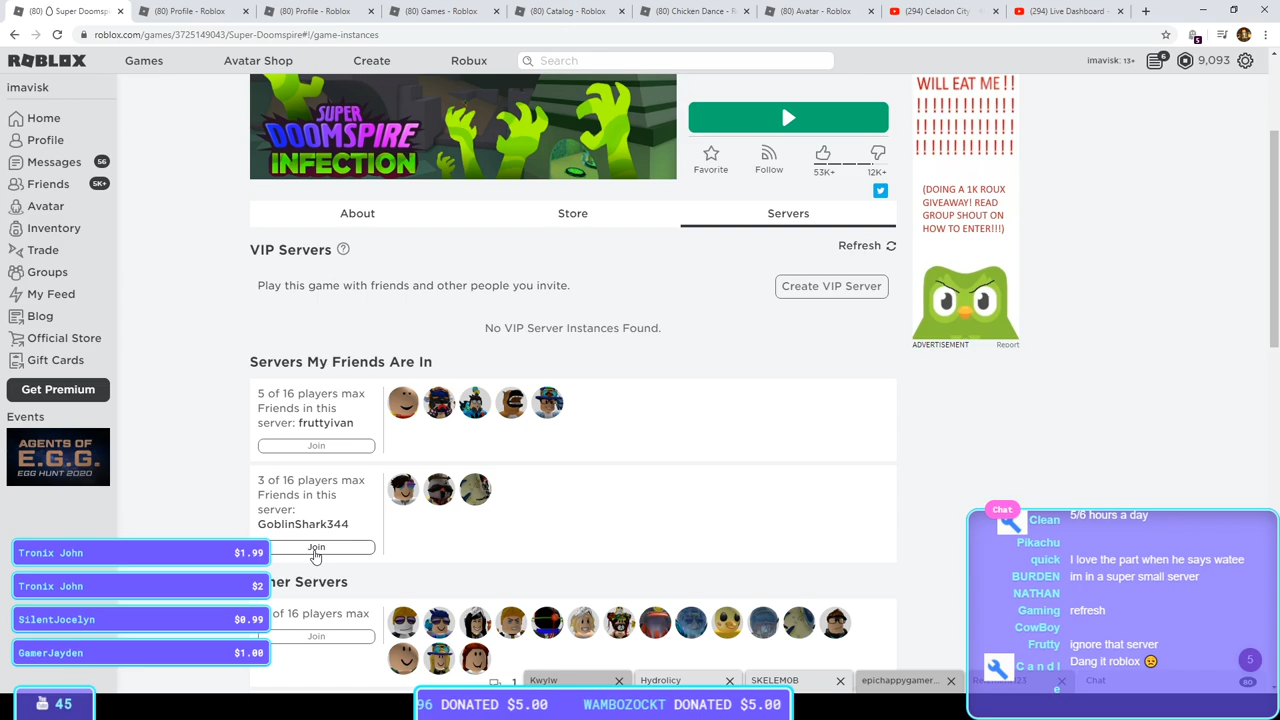 (80) Super Doomsp
(80) Profile - Roblox
(80) Profile - Roblox
(80) Games - Roblox
(80) Catalog - Roblox
(80) Chicken Dance - R
(80) Avatar - Roblox
(294) Celadon City
(294) Live Dashboard -
roblox.com/games/3725149043/Super-Doomspire#!/game-instances
ROBLOX
Games
Avatar Shop
Create
Robux
Search
imavisk: 13+
6
9,093
imavisk
Home
Profile
Messages 56
Friends 5K+
Avatar
Inventory
Trade
Groups
My Feed
Blog
Official Store
Gift Cards
Get Premium
Events
AGENTS OF
E.G.G.
EGG HUNT 2020
SUPER
DOOMSPIRE
INFECTION
Favorite
Follow
53K+
12K+
About
Store
Servers
VIP Servers
Refresh
Play this game with friends and other people you invite.
Create VIP Server
No VIP Server Instances Found.
Servers My Friends Are In
5 of 16 players max
Friends in this
server: fruttyivan
Join
3 of 16 players max
Friends in this
server:
GoblinShark344
Join
her Servers
of 16 players max
Join
WILL EAT ME!!
!!!!!!!!!!!!
!!!!!!!!!!!!
!!!!!!!!!!!!
(DOING A 1K ROUX
GIVEAWAY! READ
GROUP SHOUT ON
HOW TO ENTER!!!)
ADVERTISEMENT
Report
Tronix John $1.99
Tronix John $2
SilentJocelyn $0.99
GamerJayden $1.00
45
96 DONATED $5.00 WAMBOZOCKT DONATED $5.00
1
Kwylw
Hydrolicy
SKELEMOB
epichappygamer...
Chat
Chat
Clean 5/6 hours a day
Pikachu
quick I love the part when he says watee
BURDEN im in a super small server
NATHAN
Gaming refresh
CowBoy
Frutty ignore that server
C a n d l Dang it roblox
e
5